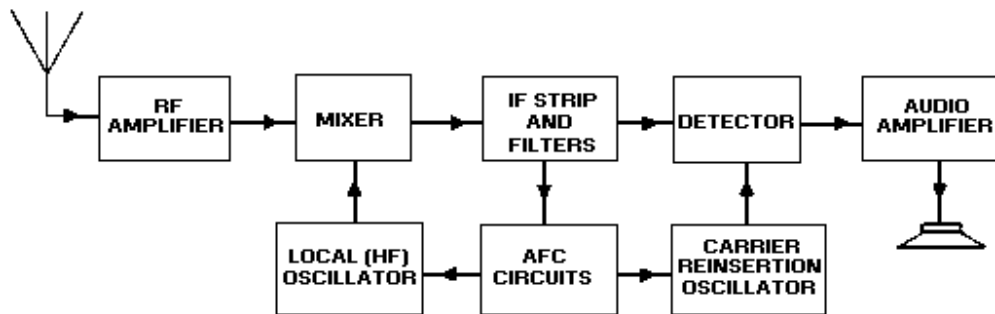 RF
AMPLIFIER
MIXER
IF STRIP
AND
FILTERS
DETECTOR
AUDIO
AMPLIFIER
LOCAL (HF)
OSCILLATOR
AFC
CIRCUITS
CARRIER
REINSERTION
OSCILLATOR